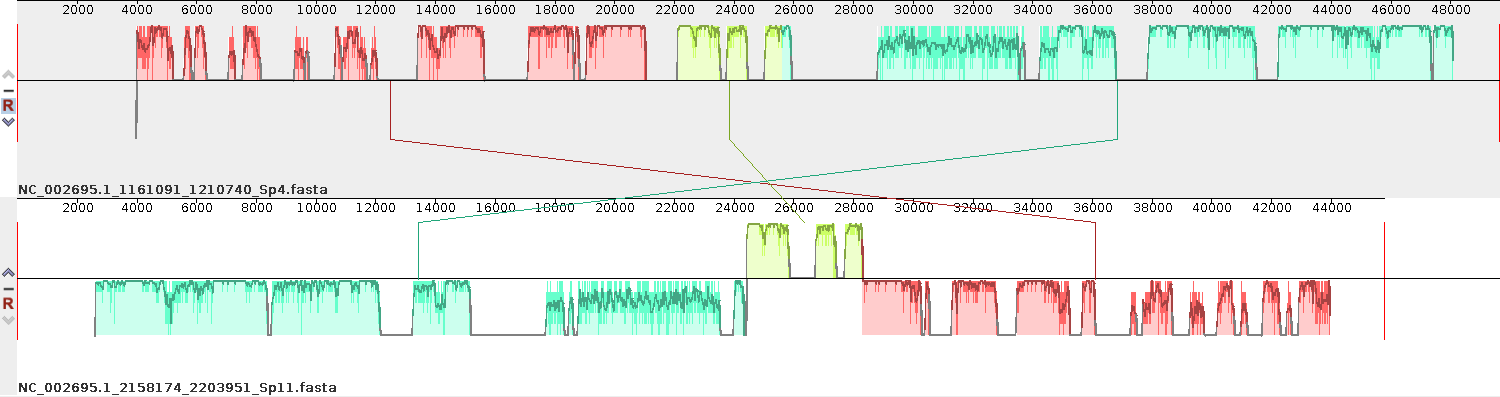 2000 4000 6000 8000 10000 12000 14000 16000 18000 20000 22000 24000 26000 28000 30000 32000 34000 36000 38000 40000 42000 44000 46000 48000
R
NC_002695.1_1161091_1210740_Sp4.fasta
2000 4000 6000 8000 10000 12000 14000 16000 18000 20000 22000 24000 26000 28000 30000 32000 34000 36000 38000 40000 42000 44000
R
NC_002695.1_2158174_2203951_Sp11.fasta